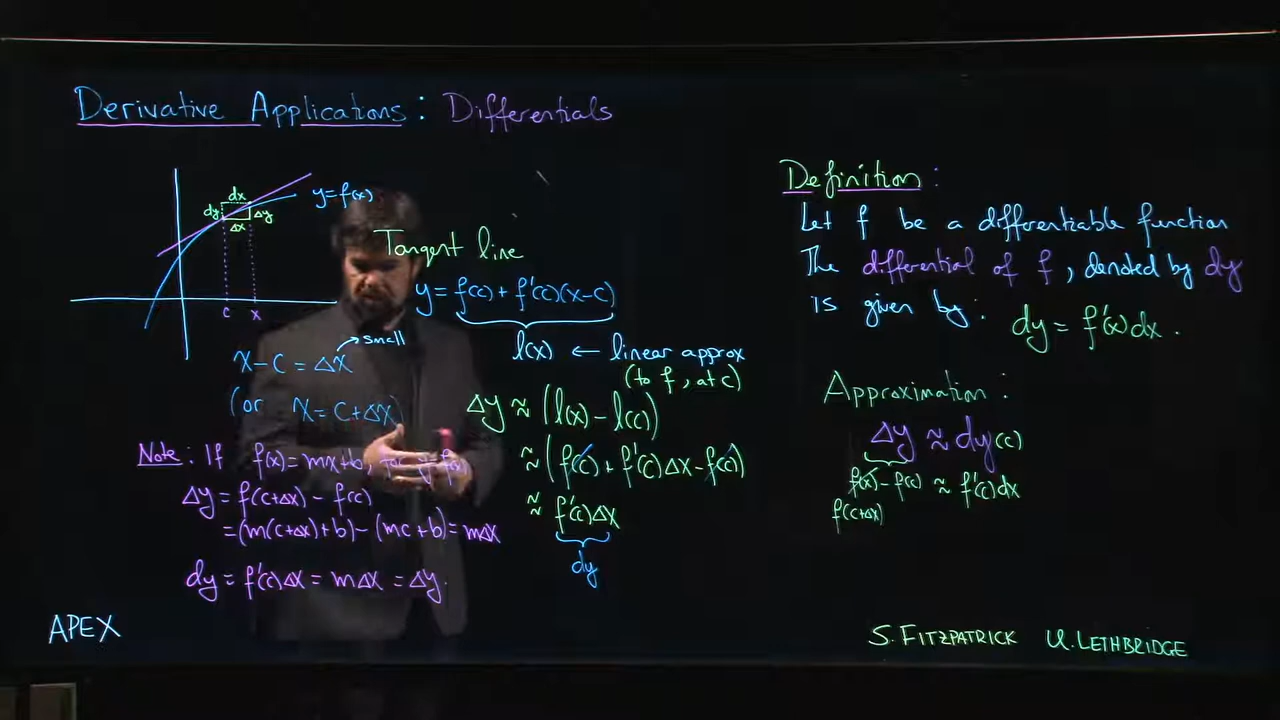 Derivative Applications: Differentials
y=f(x)
dx
dy
Δy
Δx
c
x
x-c = Δx → small
(or x = c+Δx)
Note: If f(x)=mx+b,
Δy = f(c+Δx) - f(c)
=(m(c+Δx)+b)-(mc+b)= mΔx
dy = f'(c)Δx = mΔx = Δy.
Tangent line
y = f(c) + f'(c)(x-c)
l(x) ← linear approx
(to f, at c)
Δy ≈ (l(x) - l(c))
≈ (f(c) + f'(c)Δx - f(c))
≈ f'(c)Δx
dy
Definition:
Let f be a differentiable function
The differential of f, denoted by dy
is given by: dy = f'(x)dx.
Approximation:
Δy ≈ dy(c)
f(x) - f(c) ≈ f'(c)dx
f(c+Δx)
APEX
S. FITZPATRICK U. LETHBRIDGE